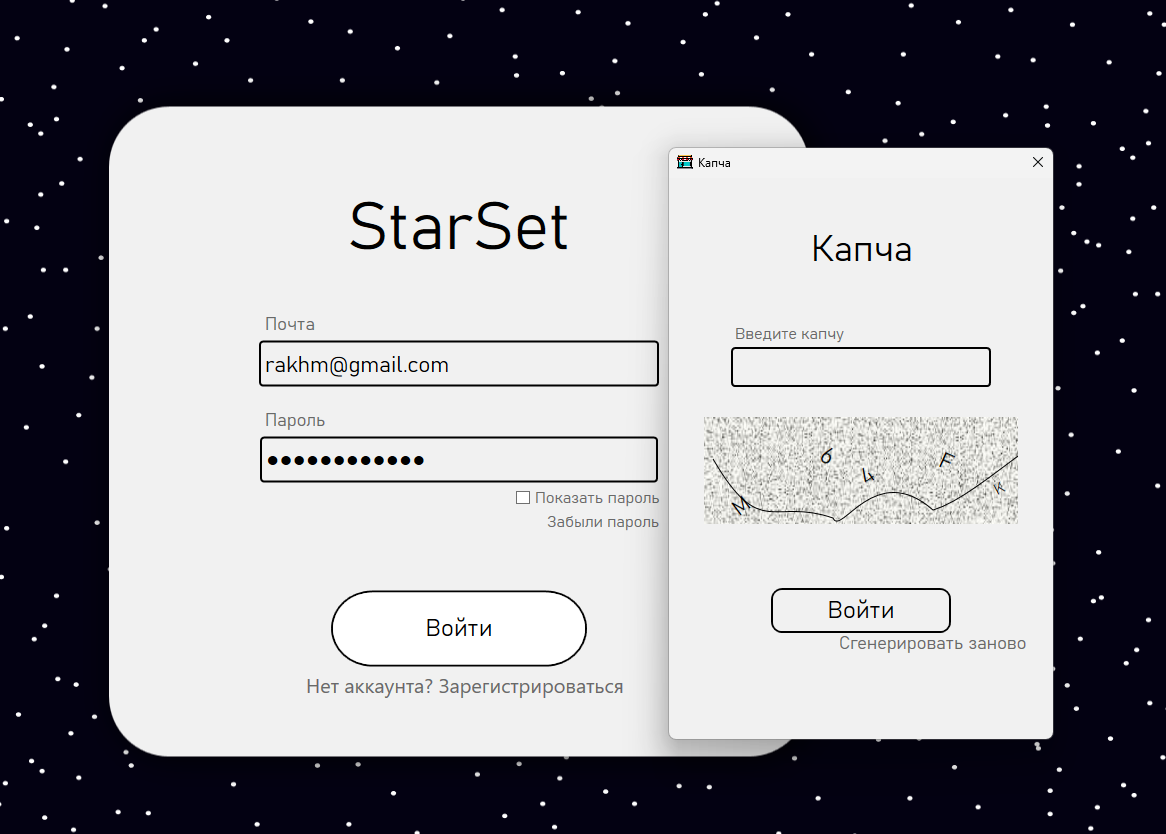 StarSet
Почта
rakhm@gmail.com
Пароль
●●●●●●●●●●●●
Показать пароль
Забыли пароль
Войти
Нет аккаунта? Зарегистрироваться
Капча
Капча
Введите капчу
M 6 4 F K
Войти
Сгенерировать заново